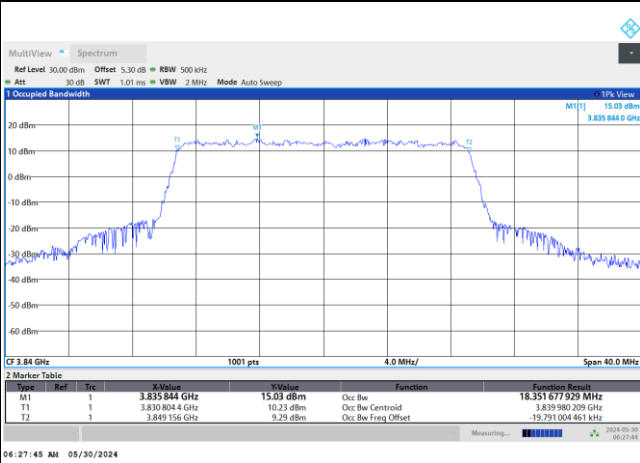 MultiView Spectrum
Ref Level 30.00 dBm Offset 5.30 dB RBW 500 kHz
Att 30 dB SWT 1.01 ms VBW 2 MHz Mode Auto Sweep
1 Occupied Bandwidth 1Pk View
M1[1] 15.03 dBm
3.835 844 0 GHz
20 dBm
M1
T1
T2
10 dBm
0 dBm
-10 dBm
-20 dBm
-30 dBm
-40 dBm
-50 dBm
-60 dBm
CF 3.84 GHz 1001 pts 4.0 MHz/ Span 40.0 MHz
2 Marker Table
Type Ref Trc X-Value Y-Value Function Function Result
M1 1 3.835 844 GHz 15.03 dBm Occ Bw 18.351 677 929 MHz
T1 1 3.830 804 4 GHz 10.23 dBm Occ Bw Centroid 3.839 980 209 GHz
T2 1 3.849 156 GHz 9.29 dBm Occ Bw Freq Offset -19.791 004 461 kHz
Measuring... 2024-05-30
06:27:44
06:27:45 AM 05/30/2024